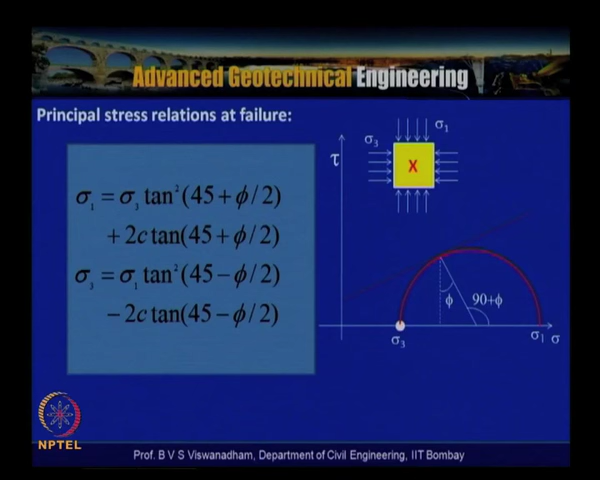 Advanced Geotechnical Engineering
Principal stress relations at failure:
σ₁ = σ₃ tan²(45 + ϕ/2)
+ 2c tan(45 + ϕ/2)
σ₃ = σ₁ tan²(45 − ϕ/2)
− 2c tan(45 − ϕ/2)
σ₁
σ₃
X
τ
ϕ
90+ϕ
σ₃
σ₁
σ
NPTEL
Prof. B V S Viswanadham, Department of Civil Engineering, IIT Bombay